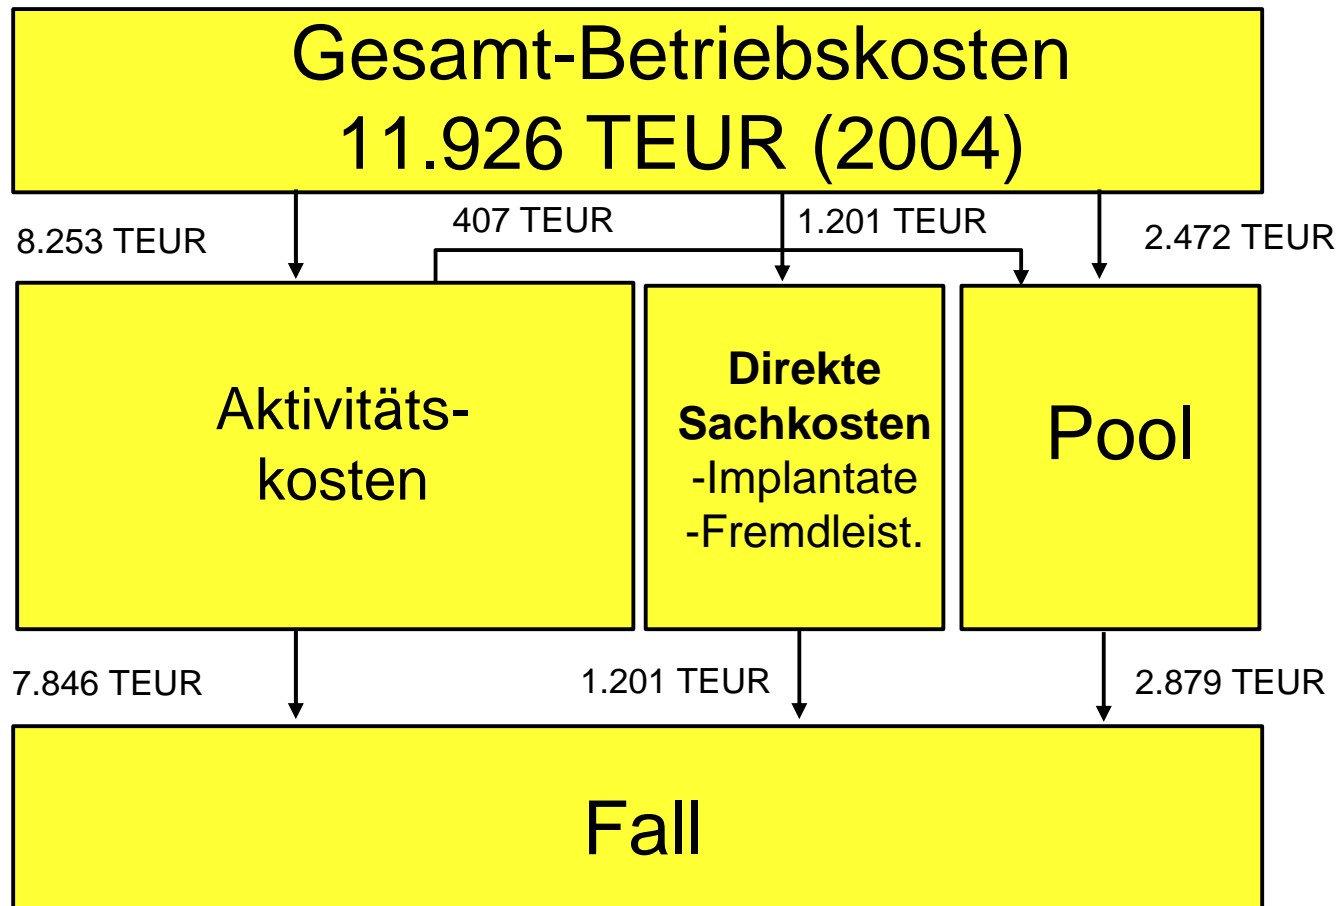 Gesamt-Betriebskosten
11.926 TEUR (2004)
8.253 TEUR
407 TEUR
1.201 TEUR
2.472 TEUR
Aktivitäts-
kosten
Direkte
Sachkosten
-Implantate
-Fremdleist.
Pool
7.846 TEUR
1.201 TEUR
2.879 TEUR
Fall